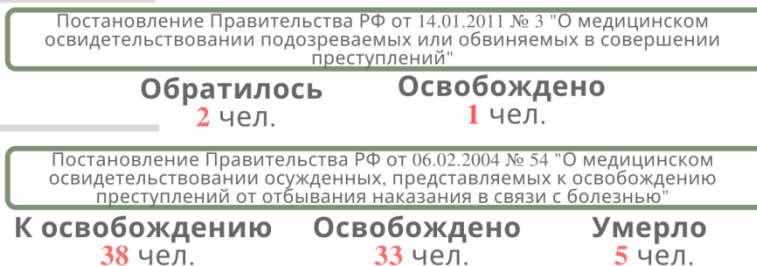 Постановление Правительства РФ от 14.01.2011 № 3 "О медицинском
освидетельствовании подозреваемых или обвиняемых в совершении
преступлений"
Обратилось Освобождено
2 чел. 1 чел.
Постановление Правительства РФ от 06.02.2004 № 54 "О медицинском
освидетельствовании осужденных, представляемых к освобождению
преступлений от отбывания наказания в связи с болезнью"
К освобождению Освобождено Умерло
38 чел. 33 чел. 5 чел.